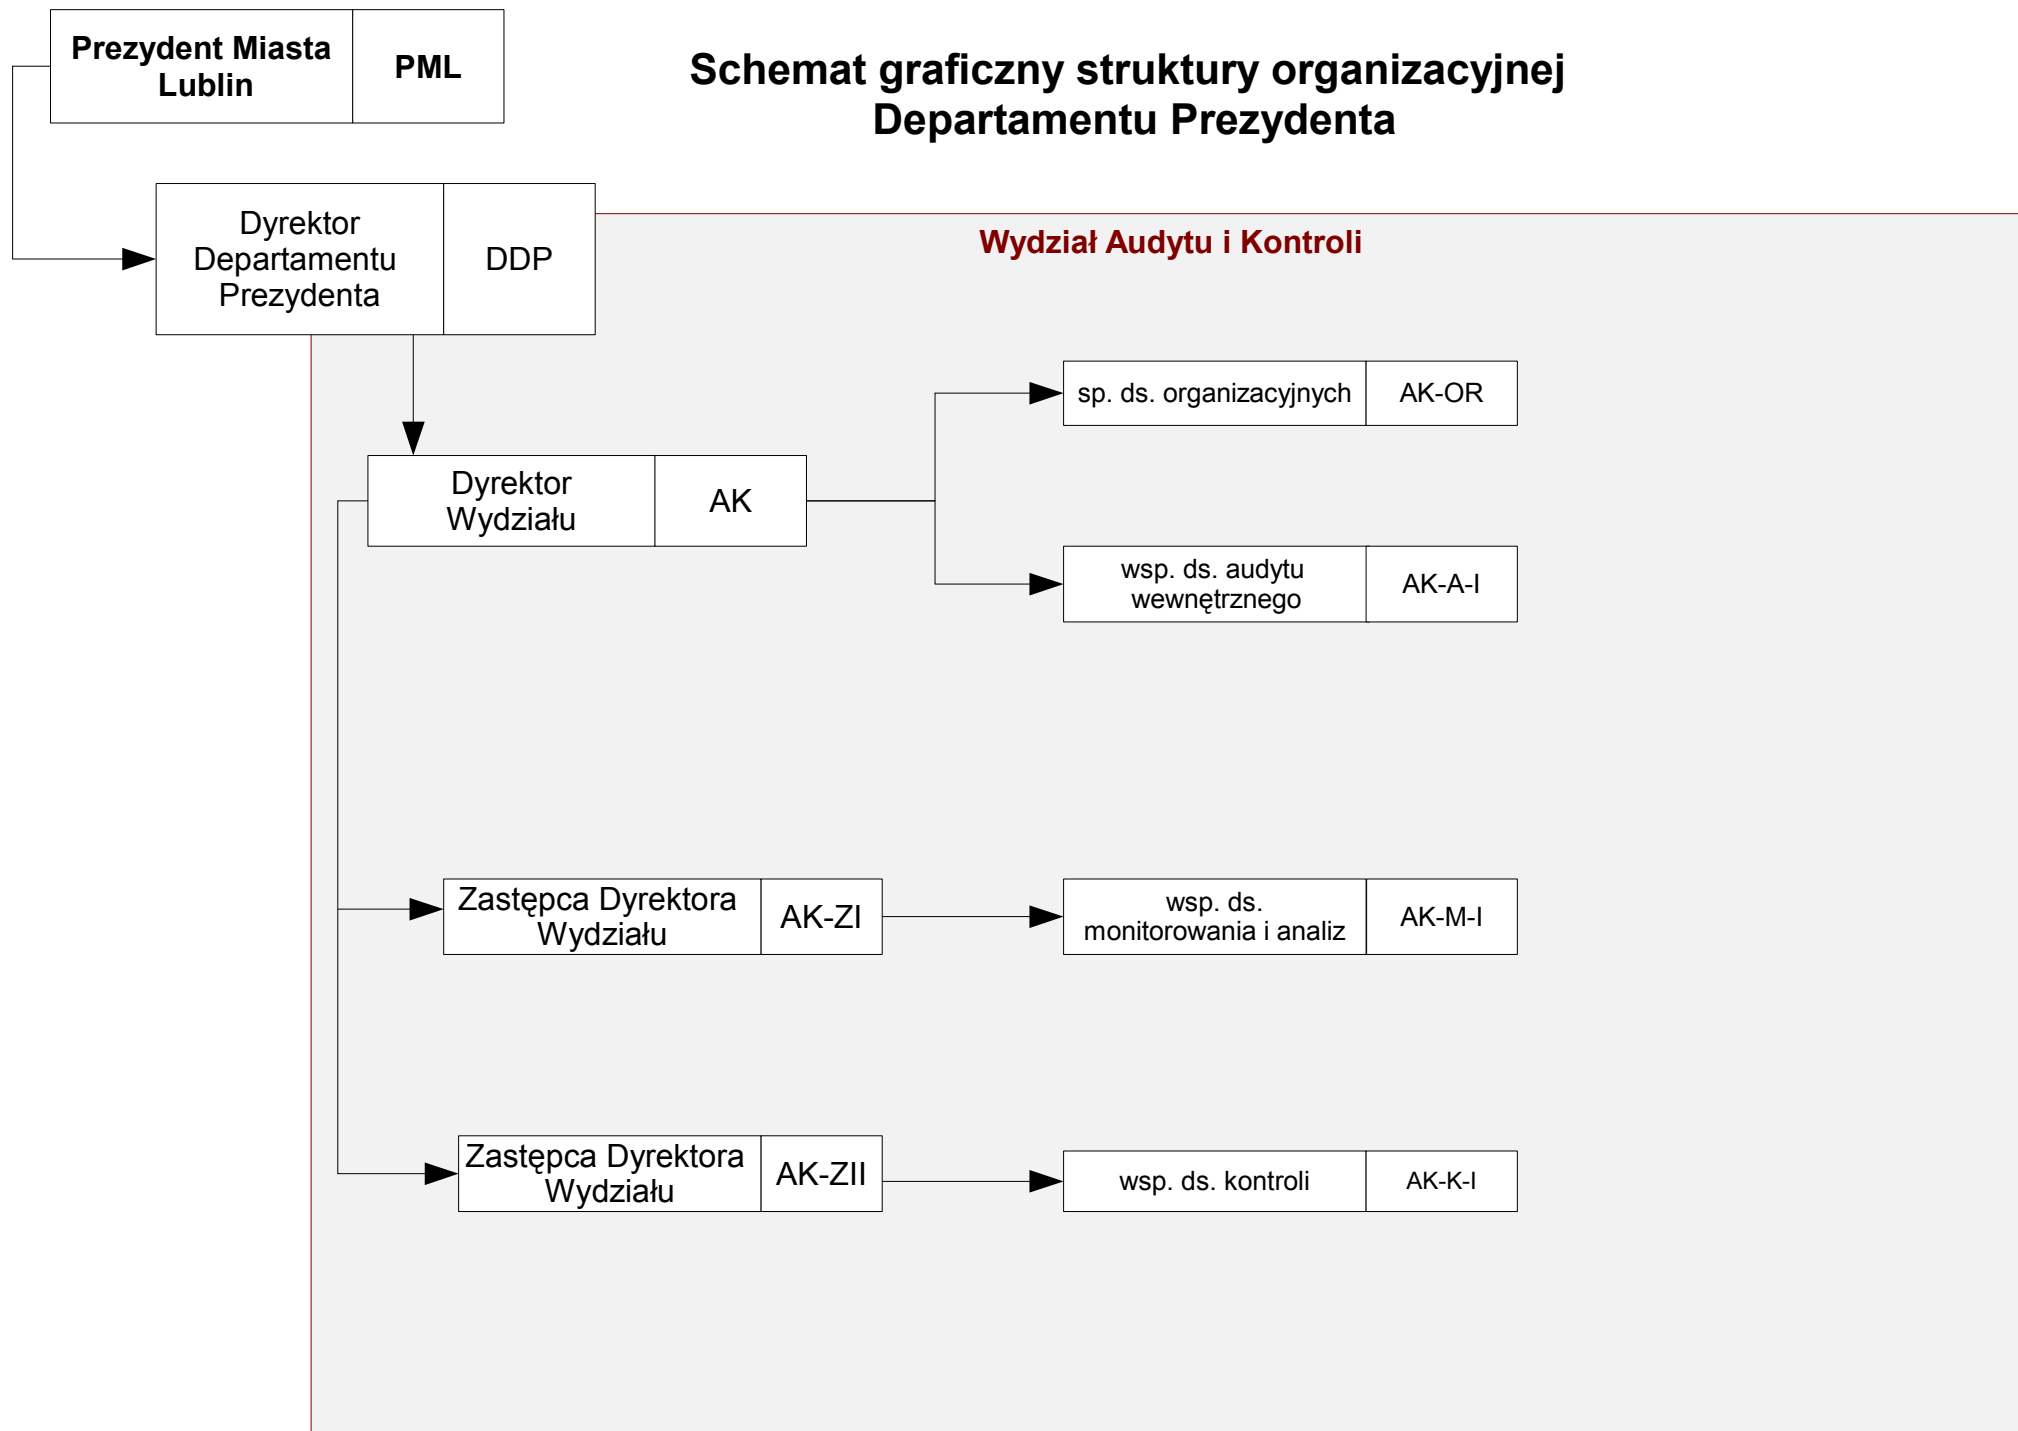 Prezydent Miasta
Lublin
PML
Schemat graficzny struktury organizacyjnej
Departamentu Prezydenta
Dyrektor
Departamentu
Prezydenta
DDP
Wydział Audytu i Kontroli
sp. ds. organizacyjnych
AK-OR
Dyrektor
Wydziału
AK
wsp. ds. audytu
wewnętrznego
AK-A-I
Zastępca Dyrektora
Wydziału
AK-ZI
wsp. ds.
monitorowania i analiz
AK-M-I
Zastępca Dyrektora
Wydziału
AK-ZII
wsp. ds. kontroli
AK-K-I